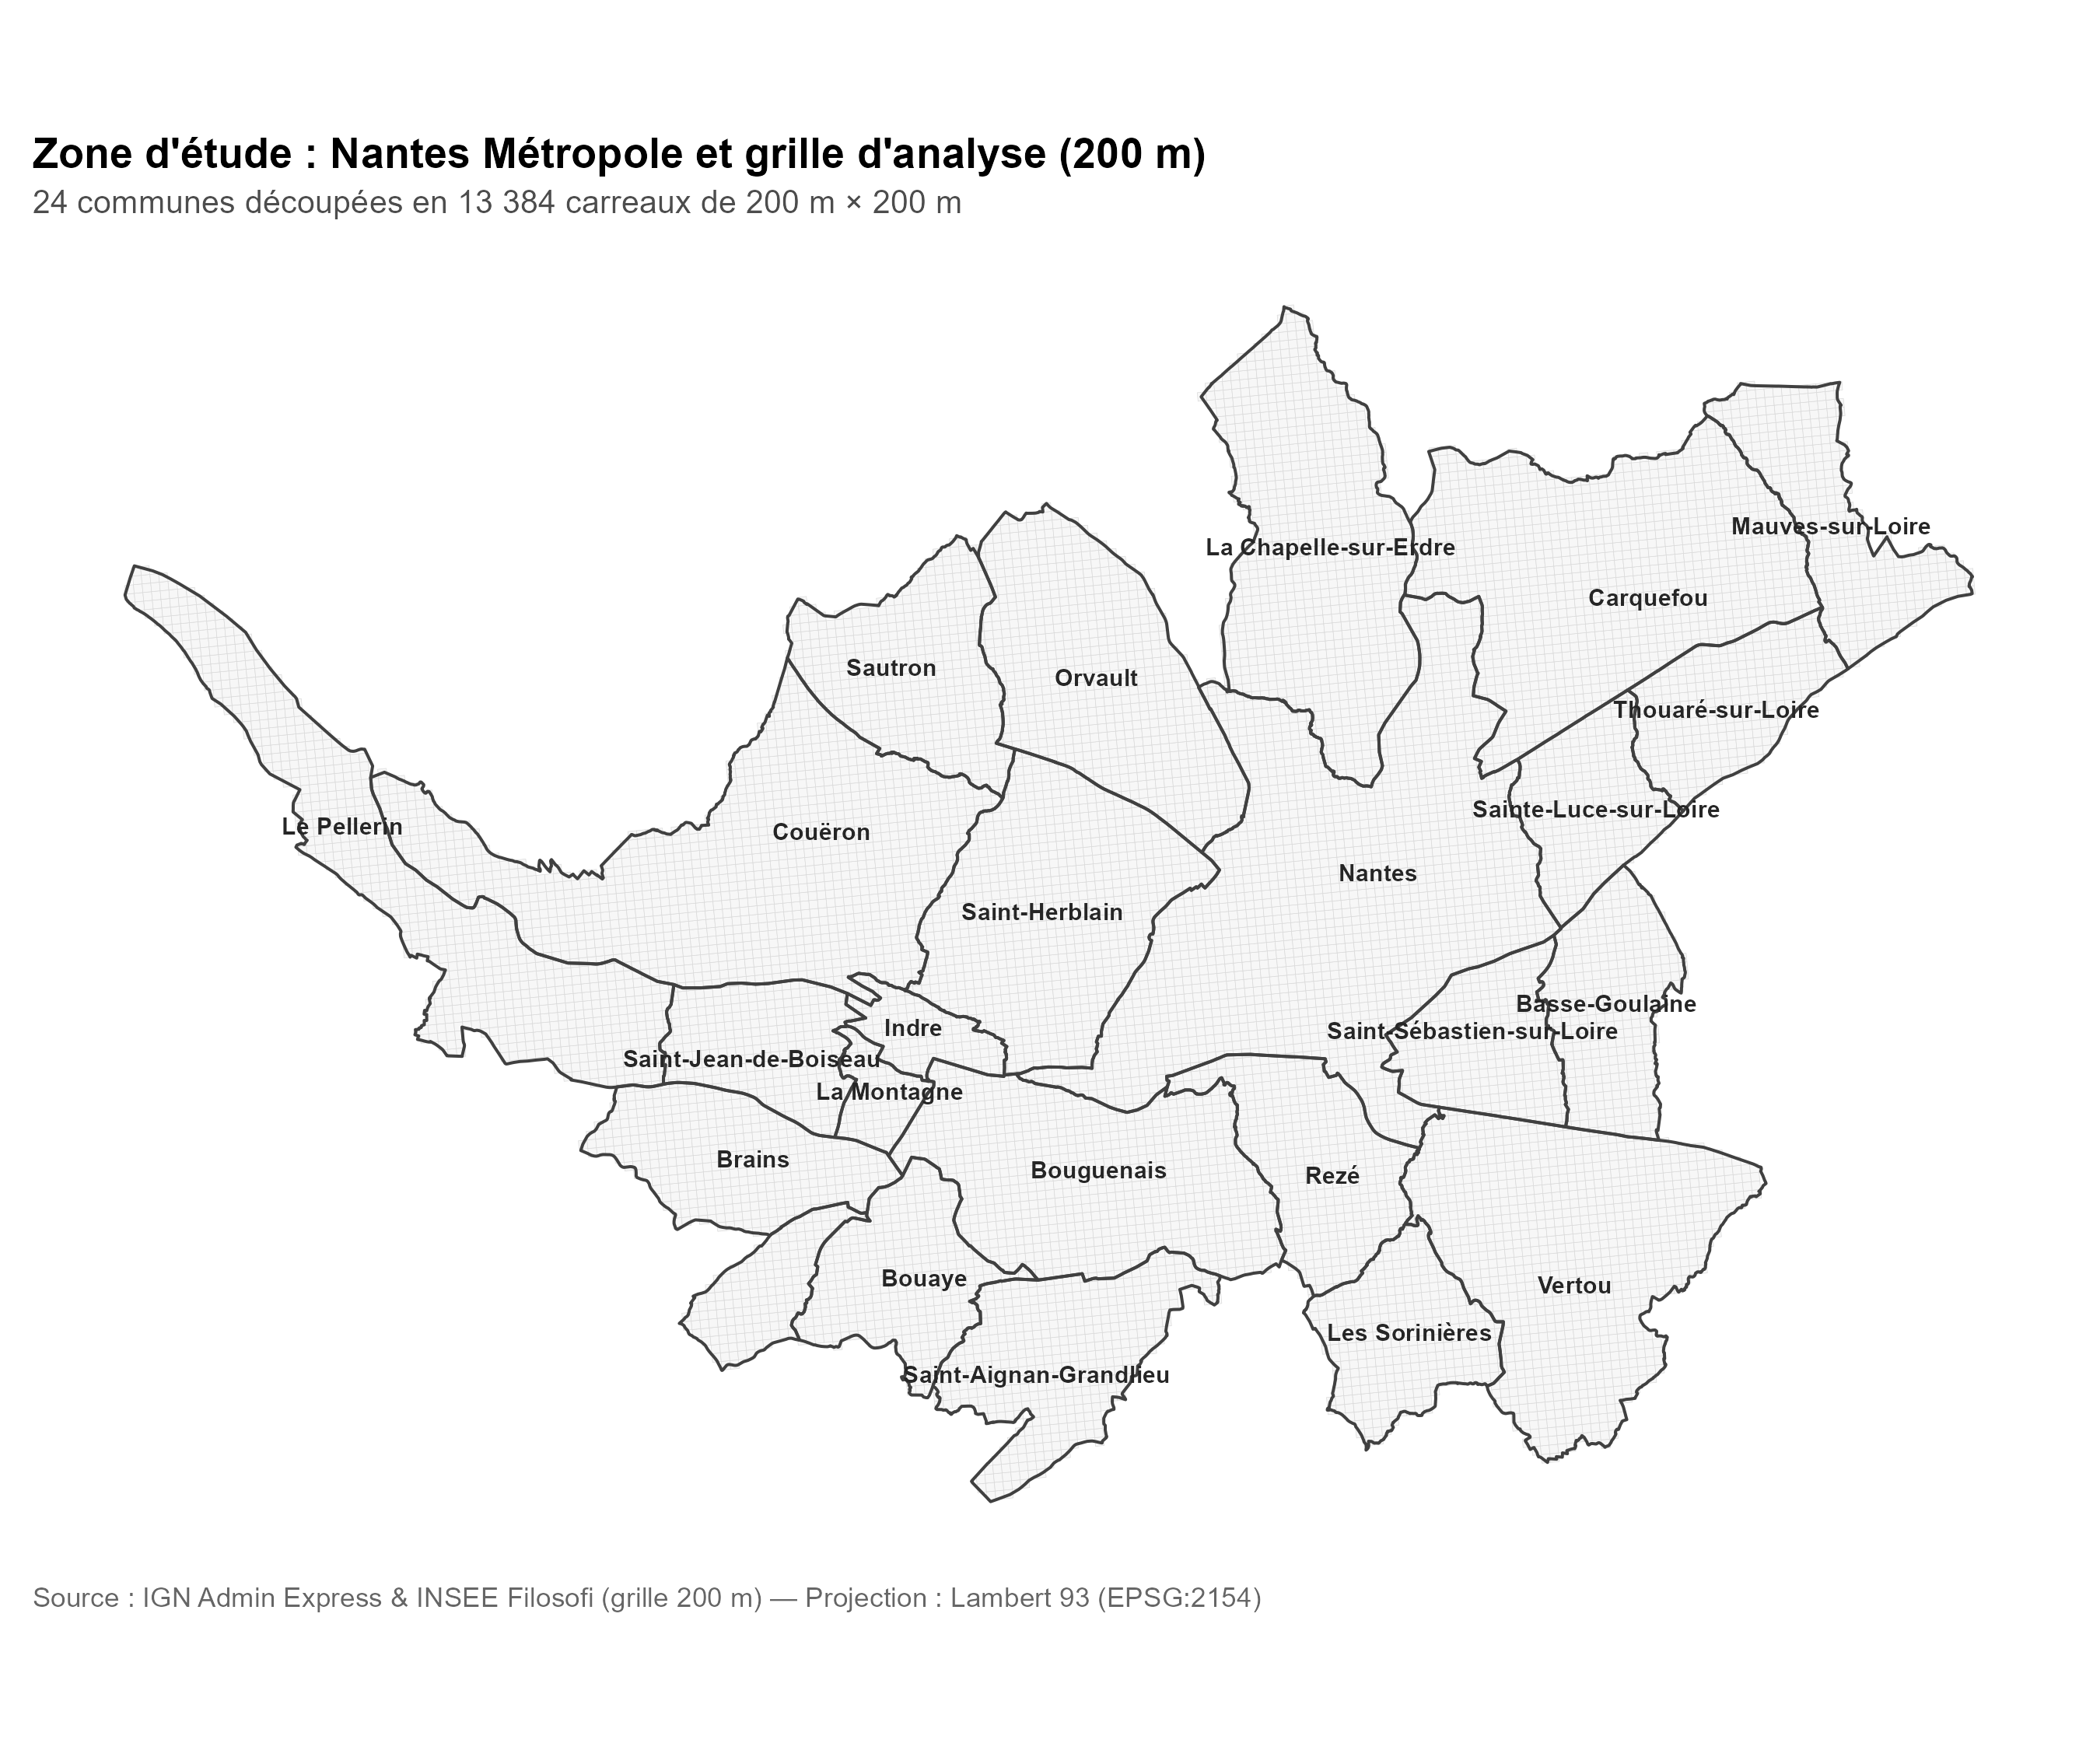 Zone d'étude : Nantes Métropole et grille d'analyse (200 m)
24 communes découpées en 13 384 carreaux de 200 m × 200 m
Mauves-sur-Loire
La Chapelle-sur-Erdre
Carquefou
Sautron
Orvault
Thouaré-sur-Loire
Sainte-Luce-sur-Loire
Le Pellerin
Couëron
Nantes
Saint-Herblain
Basse-Goulaine
Indre
Saint-Sébastien-sur-Loire
Saint-Jean-de-Boiseau
La Montagne
Brains
Bouguenais
Rezé
Bouaye
Vertou
Les Sorinières
Saint-Aignan-Grandlieu
Source : IGN Admin Express & INSEE Filosofi (grille 200 m) — Projection : Lambert 93 (EPSG:2154)